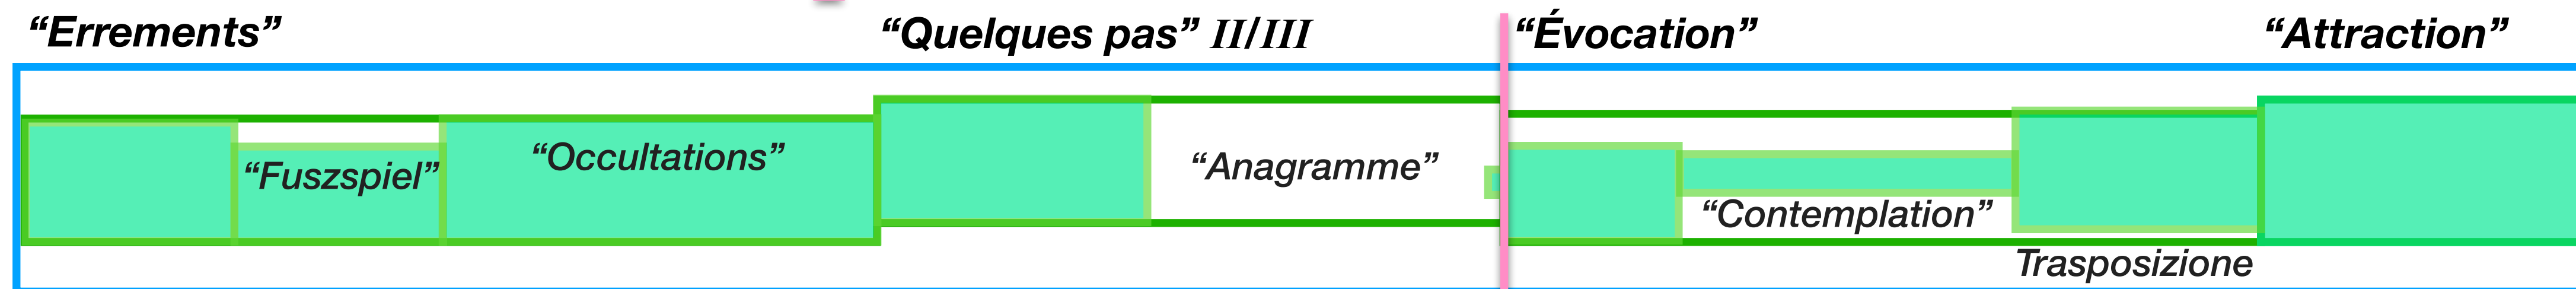 “Errements”
“Quelques pas” II/III
“Évocation”
“Attraction”
“Fuszspiel”
“Occultations”
“Anagramme”
“Contemplation”
Trasposizione